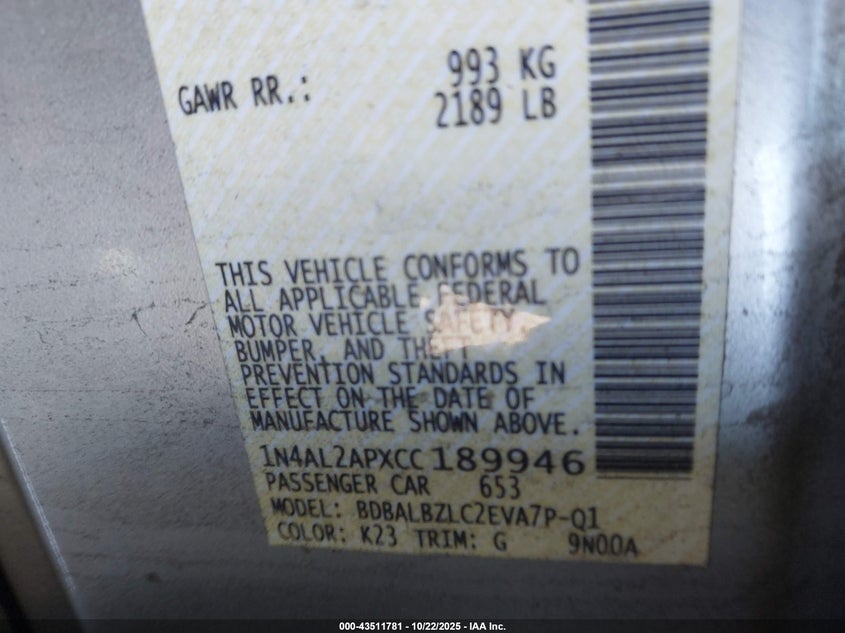 GAWR RR.: 993 KG
2189 LB
THIS VEHICLE CONFORMS TO
ALL APPLICABLE FEDERAL
MOTOR VEHICLE SAFETY,
BUMPER, AND THEFT
PREVENTION STANDARDS IN
EFFECT ON THE DATE OF
MANUFACTURE SHOWN ABOVE.
1N4AL2APXCC189946
PASSENGER CAR 653
MODEL: BDBALBZLC2EVA7P-Q1
COLOR: K23 TRIM: G 9N00A
000-43511781 - 10/22/2025 - IAA Inc.